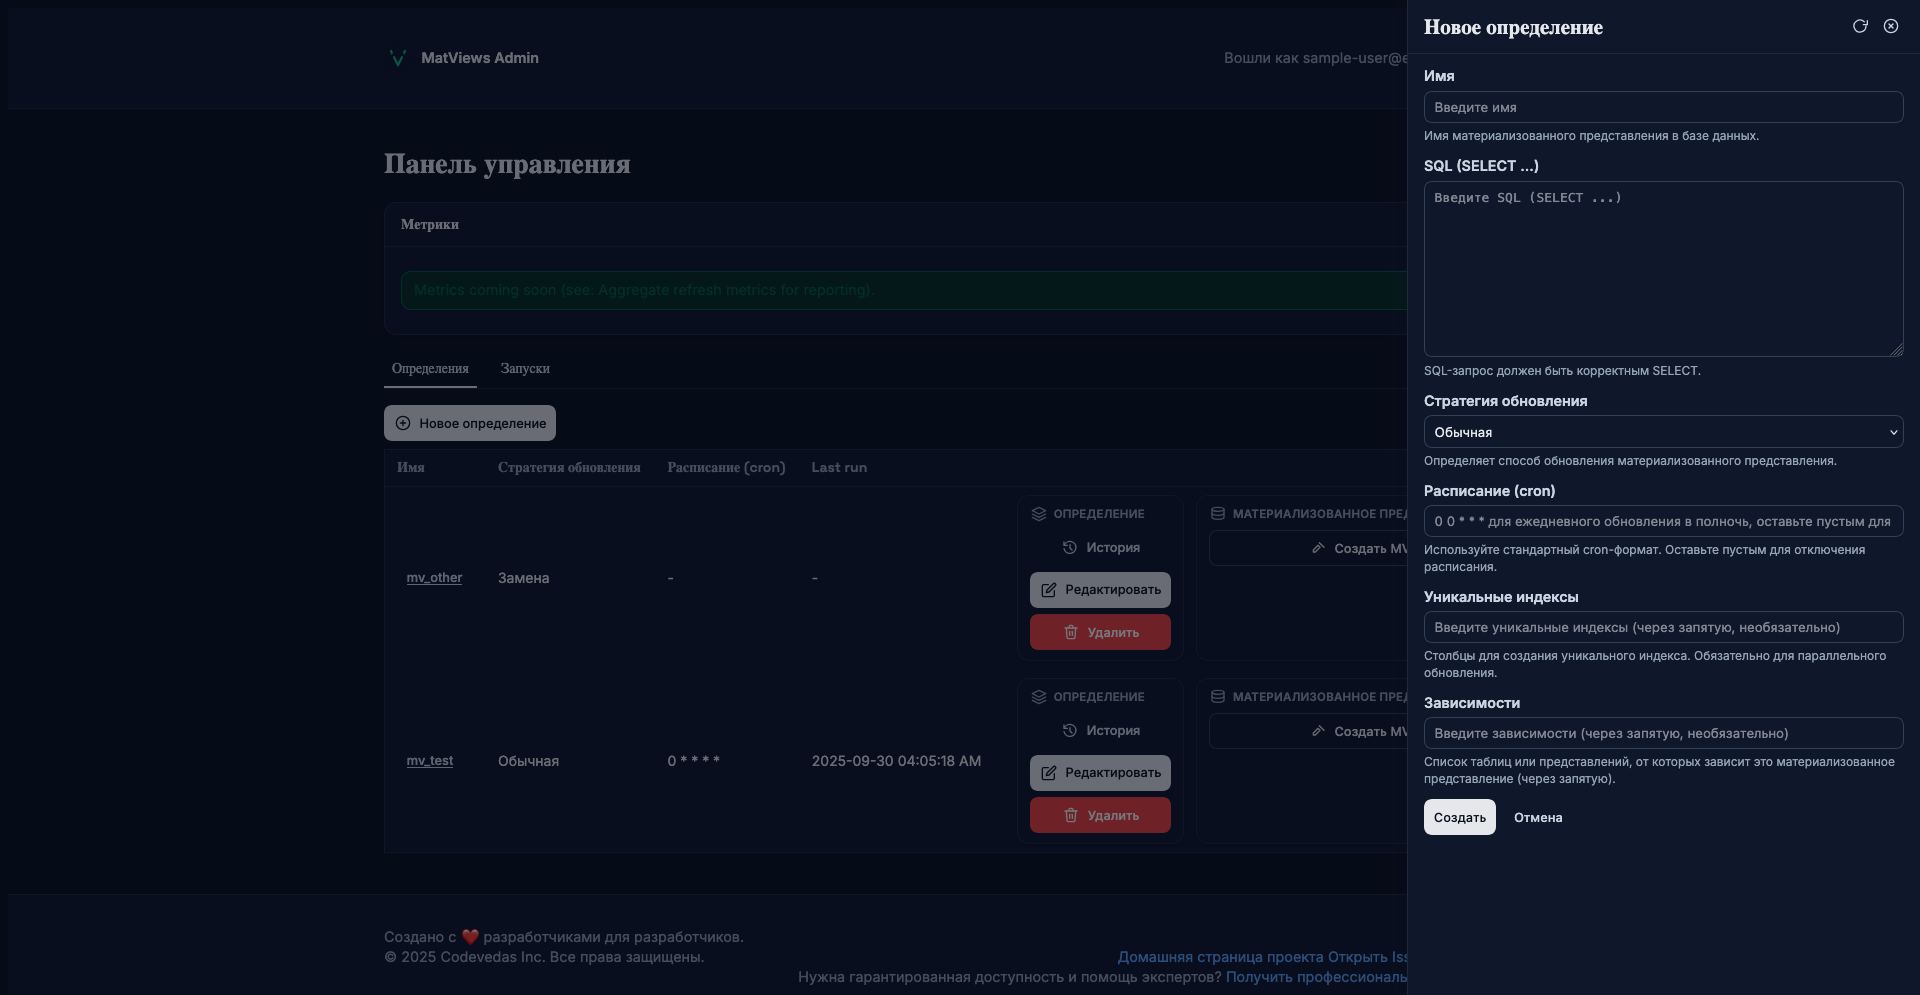 MatViews Admin
Вошли как sample-user@e
Панель управления
Метрики
Metrics coming soon (see: Aggregate refresh metrics for reporting).
Определения Запуски
Новое определение
Имя Стратегия обновления Расписание (cron) Last run
ОПРЕДЕЛЕНИЕ МАТЕРИАЛИЗОВАННОЕ ПРЕД
История Создать MV
mv_other Замена - -
Редактировать
Удалить
ОПРЕДЕЛЕНИЕ МАТЕРИАЛИЗОВАННОЕ ПРЕД
История Создать MV
mv_test Обычная 0 * * * * 2025-09-30 04:05:18 AM
Редактировать
Удалить
Создано с ❤️ разработчиками для разработчиков.
© 2025 Codevedas Inc. Все права защищены.
Домашняя страница проекта Открыть Iss
Нужна гарантированная доступность и помощь экспертов? Получить профессиональ
Новое определение
Имя
Введите имя
Имя материализованного представления в базе данных.
SQL (SELECT ...)
Введите SQL (SELECT ...)
SQL-запрос должен быть корректным SELECT.
Стратегия обновления
Обычная
Определяет способ обновления материализованного представления.
Расписание (cron)
0 0 * * * для ежедневного обновления в полночь, оставьте пустым для
Используйте стандартный cron-формат. Оставьте пустым для отключения
расписания.
Уникальные индексы
Введите уникальные индексы (через запятую, необязательно)
Столбцы для создания уникального индекса. Обязательно для параллельного
обновления.
Зависимости
Введите зависимости (через запятую, необязательно)
Список таблиц или представлений, от которых зависит это материализованное
представление (через запятую).
Создать Отмена